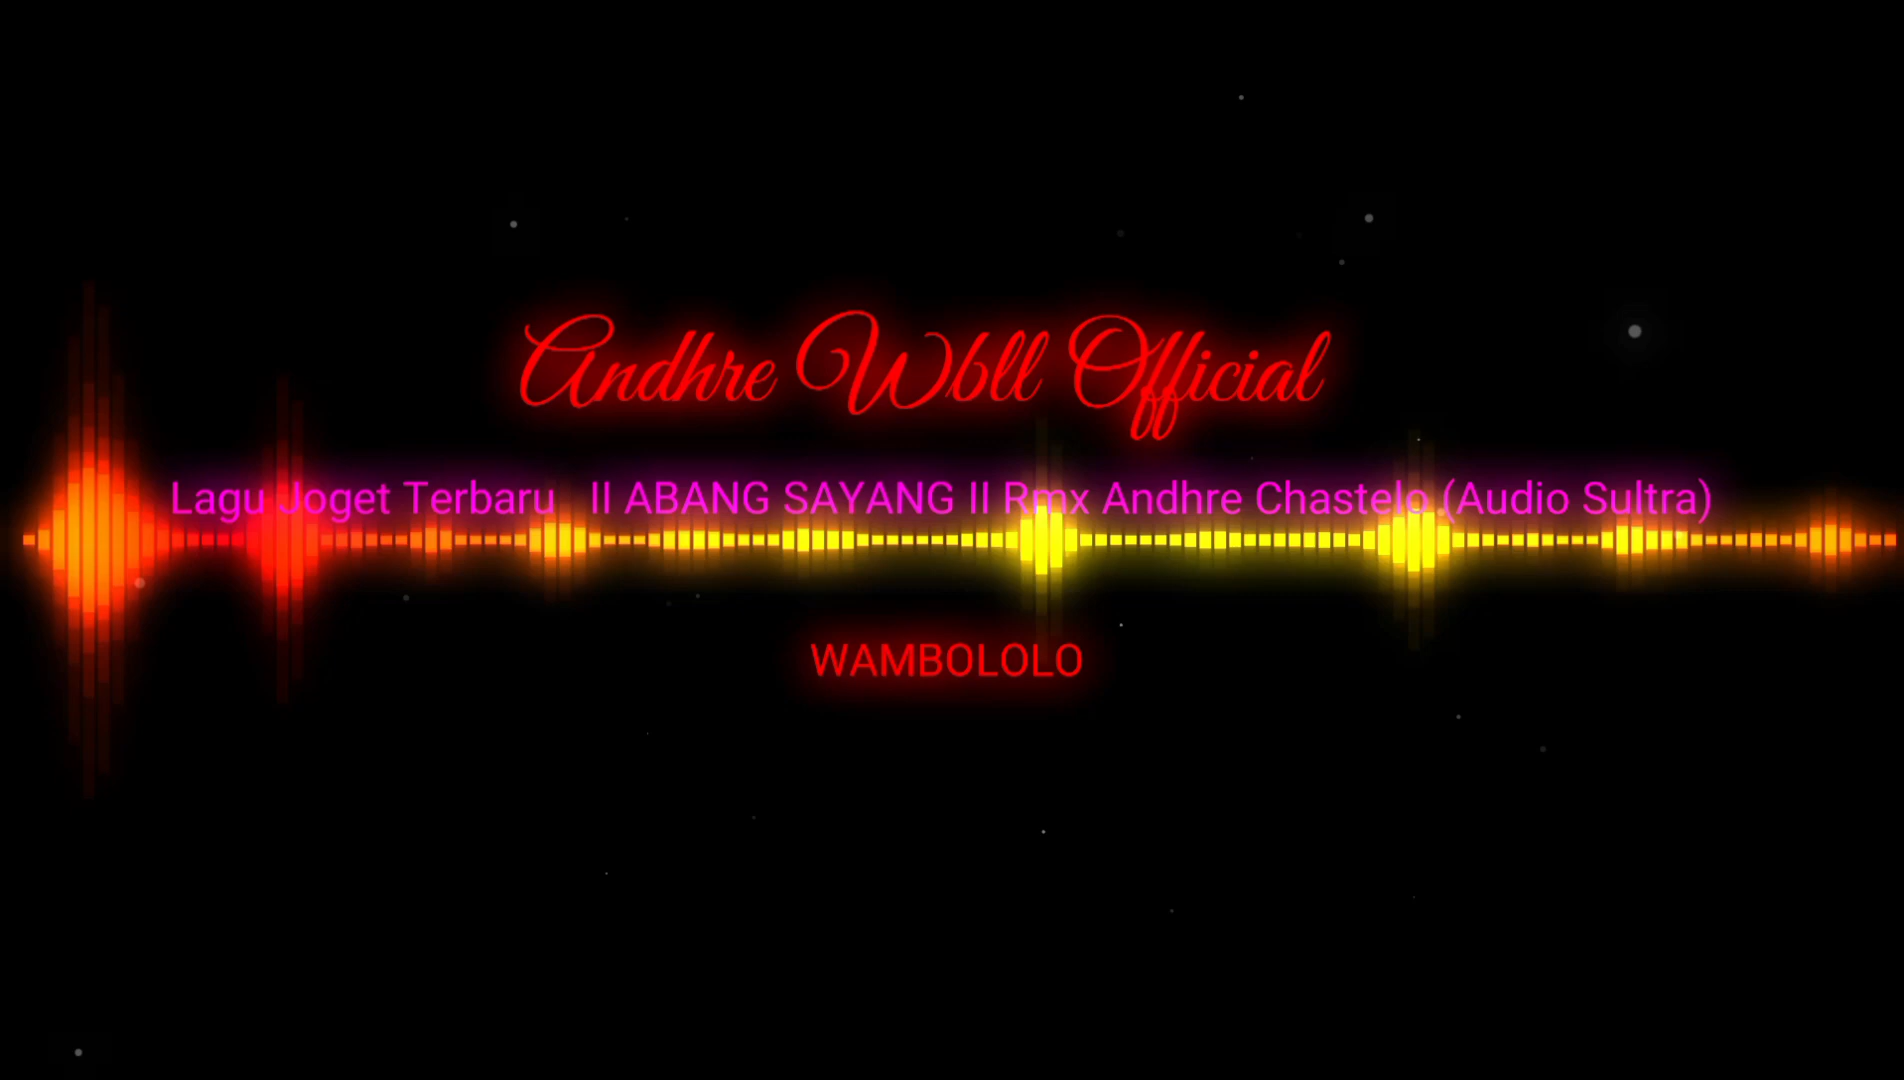 Andhre Wbll Official
Lagu Joget Terbaru II ABANG SAYANG II Rmx Andhre Chastelo (Audio Sultra)
WAMBOLOLO